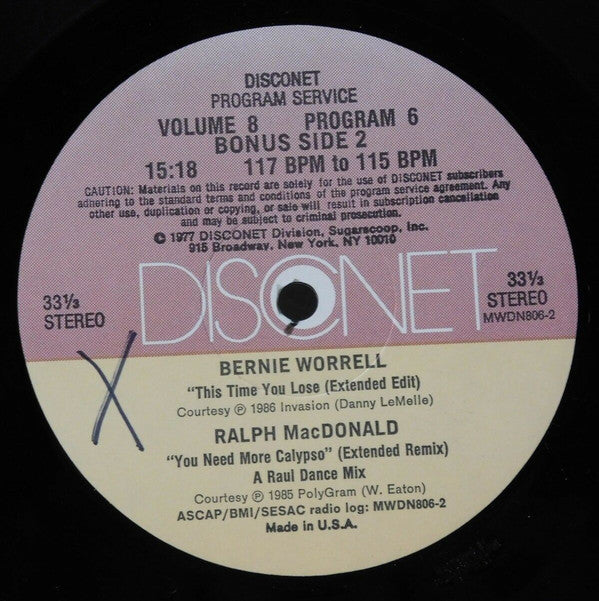 DISCONET
PROGRAM SERVICE
VOLUME 8 PROGRAM 6
BONUS SIDE 2
15:18 117 BPM to 115 BPM
CAUTION: Materials on this record are solely for the use of DISCONET subscribers
adhering to the standard terms and conditions of the program service agreement. Any
other use, duplication or copying, or sale will result in subscription cancellation
and may be subject to criminal prosecution.
© 1977 DISCONET Division, Sugarscoop, Inc.
915 Broadway, New York, NY 10010
DISCONET
33⅓
STEREO
33⅓
STEREO
MWDN806-2
X
BERNIE WORRELL
"This Time You Lose (Extended Edit)
Courtesy ℗ 1986 Invasion (Danny LeMelle)
RALPH MacDONALD
"You Need More Calypso" (Extended Remix)
A Raul Dance Mix
Courtesy ℗ 1985 PolyGram (W. Eaton)
ASCAP/BMI/SESAC radio log: MWDN806-2
Made in U.S.A.